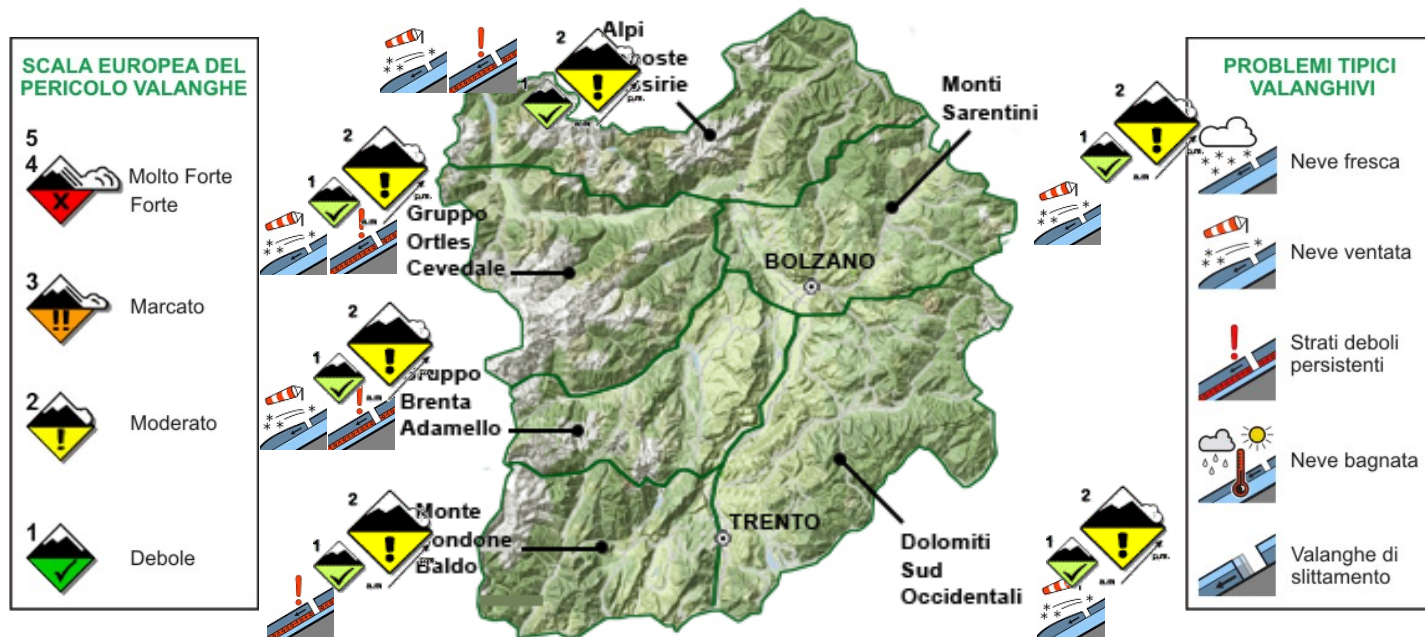 SCALA EUROPEA DEL
PERICOLO VALANGHE
5
4
Molto Forte
Forte
3
Marcato
2
Moderato
1
Debole
2
1
Alpi
2
1
a.m
p.m.
Gruppo
Ortles
Cevedale
2
1
Brenta
Adamello
2
1
a.m
Monte
Baldo
Monti
Sarentini
BOLZANO
TRENTO
Dolomiti
Sud
Occidentali
2
1
a.m
p.m.
2
1
a.m
p.m.
PROBLEMI TIPICI
VALANGHIVI
Neve fresca
Neve ventata
Strati deboli
persistenti
Neve bagnata
Valanghe di
slittamento